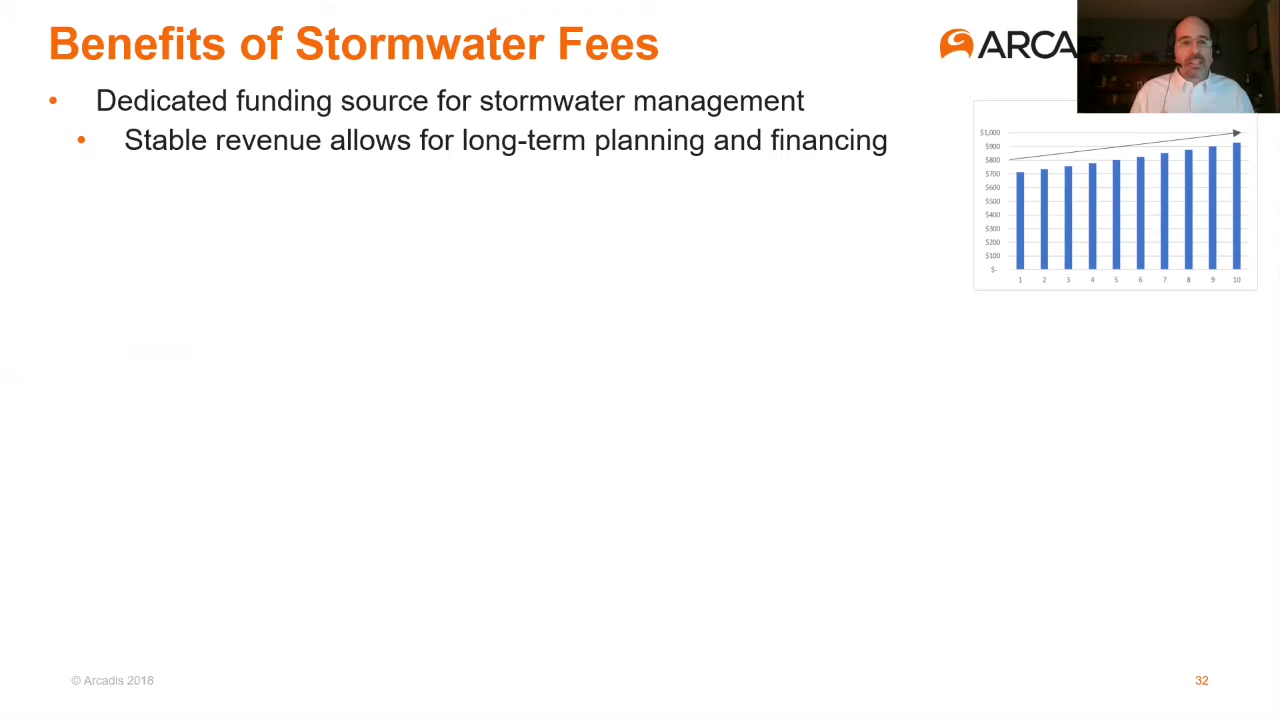 Benefits of Stormwater Fees
ARCA
• Dedicated funding source for stormwater management
• Stable revenue allows for long-term planning and financing
$1,000
$900
$800
$700
$600
$500
$400
$300
$200
$100
$-
1 2 3 4 5 6 7 8 9 10
© Arcadis 2018
32